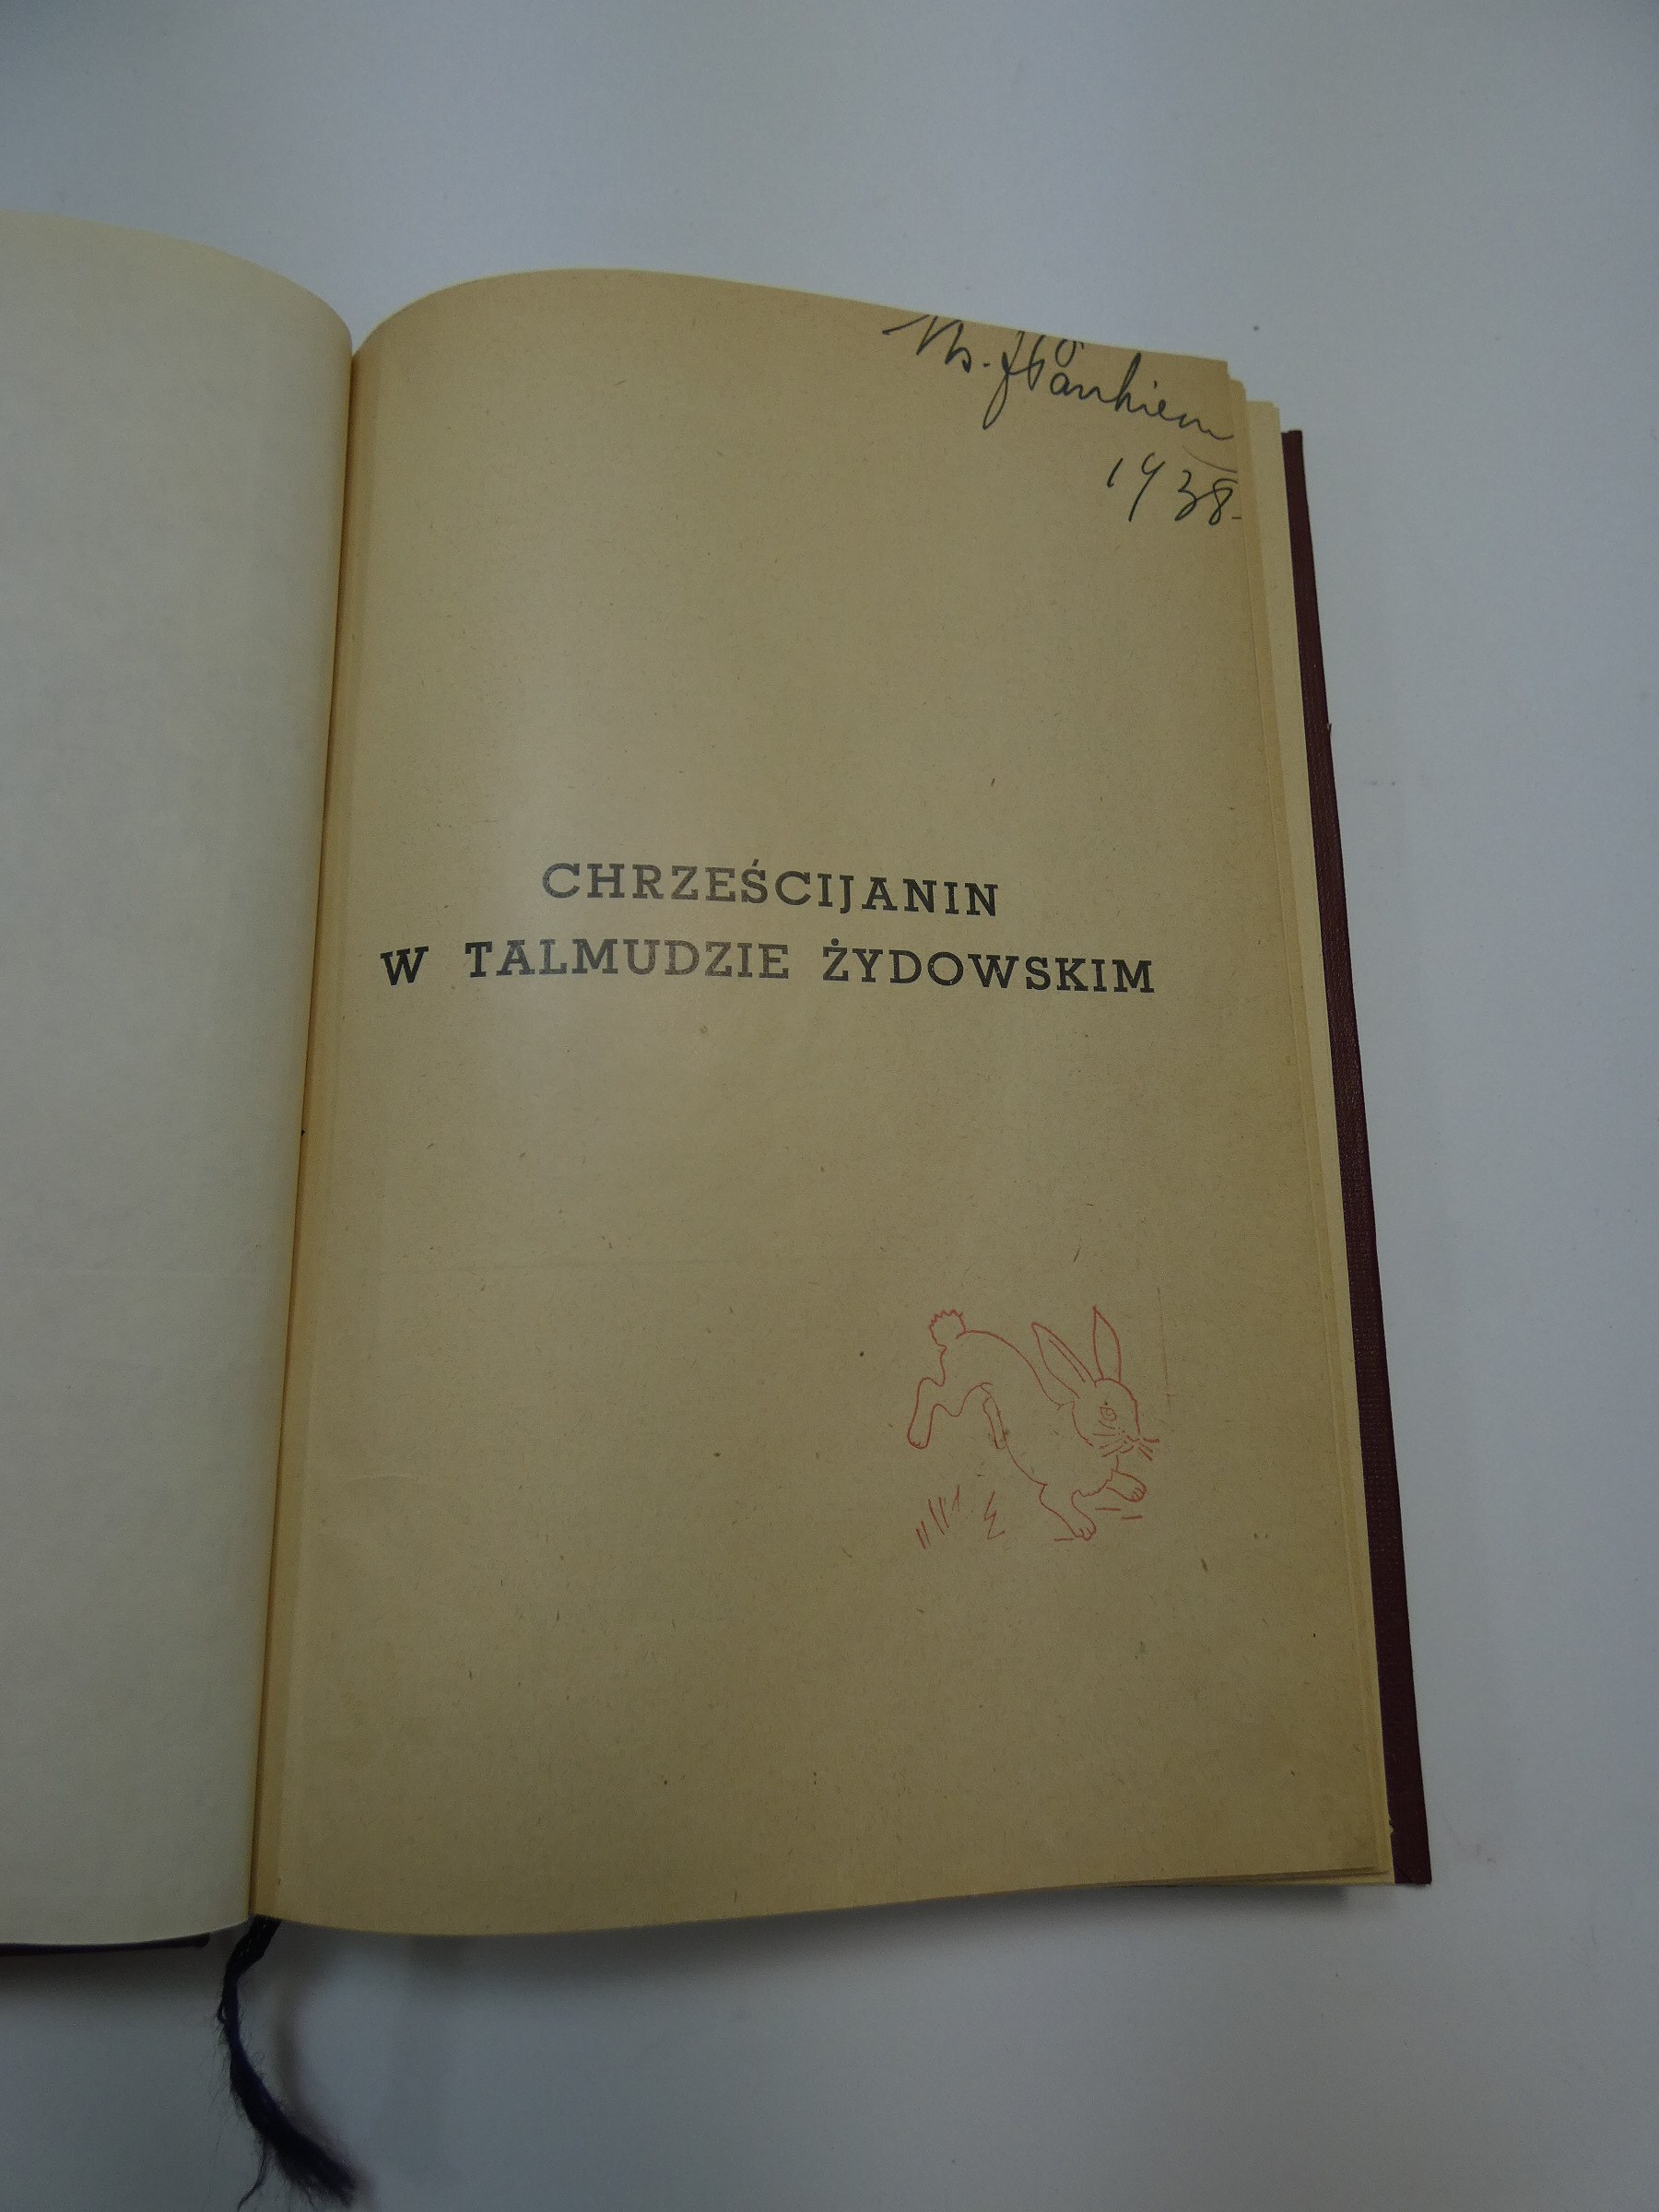 1938-
CHRZEŚCIJANIN
W TALMUDZIE ŻYDOWSKIM